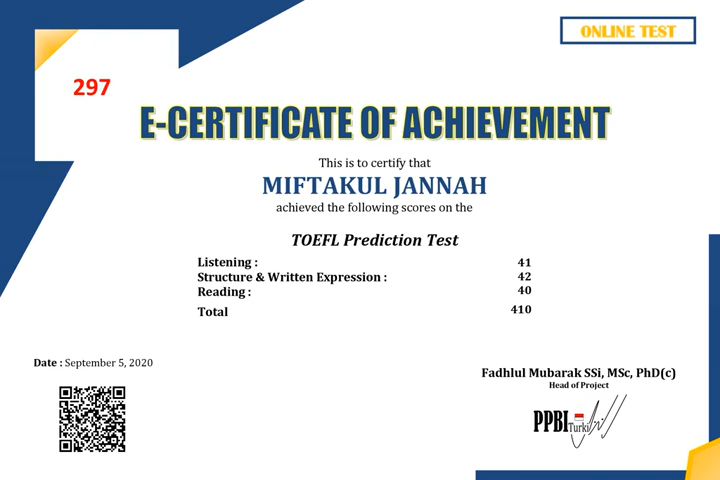 ONLINE TEST
297
E-CERTIFICATE OF ACHIEVEMENT
This is to certify that
MIFTAKUL JANNAH
achieved the following scores on the
TOEFL Prediction Test
Listening : 41
Structure & Written Expression : 42
Reading : 40
Total 410
Date : September 5, 2020
Fadhlul Mubarak SSi, MSc, PhD(c)
Head of Project
PPBI Turki